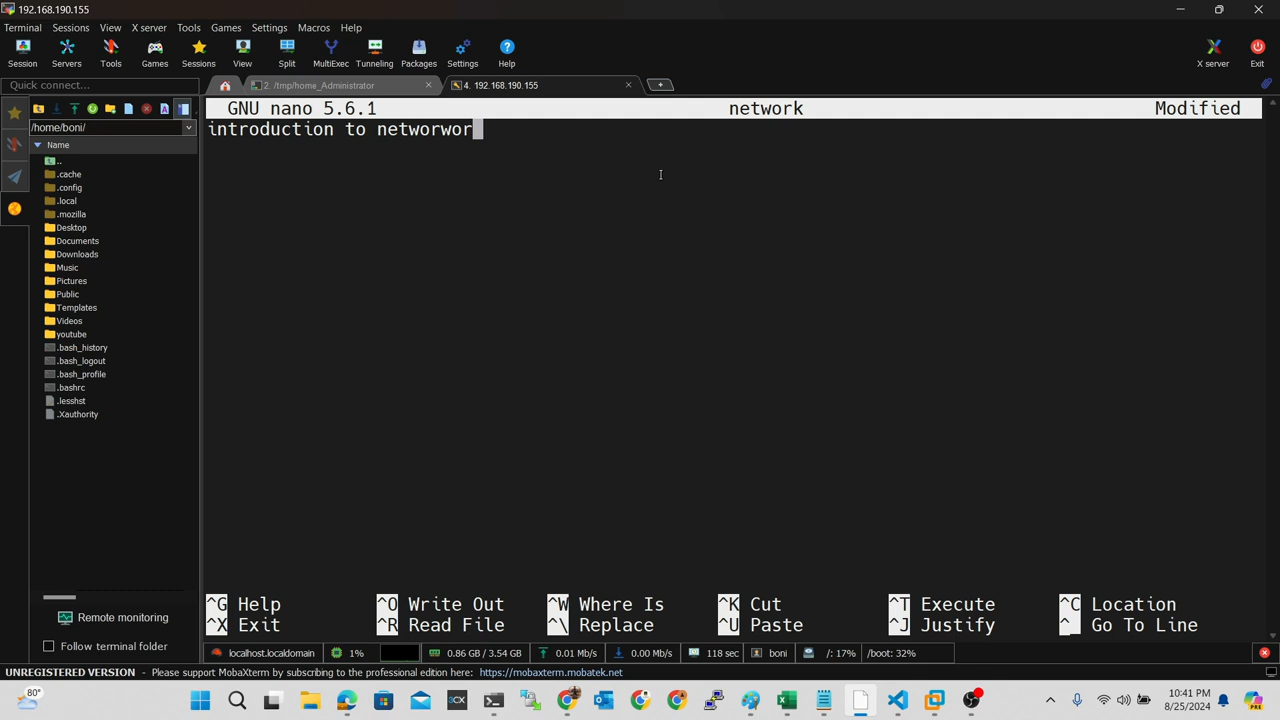 192.168.190.155
Terminal Sessions View X server Tools Games Settings Macros Help
Session Servers Tools Games Sessions View Split MultiExec Tunneling Packages Settings Help X server Exit
Quick connect...
2. /tmp/home_Administrator
4. 192.168.190.155
/home/boni/
Name
..
.cache
.config
.local
.mozilla
Desktop
Documents
Downloads
Music
Pictures
Public
Templates
Videos
youtube
.bash_history
.bash_logout
.bash_profile
.bashrc
.lesshst
.Xauthority
Remote monitoring
Follow terminal folder
GNU nano 5.6.1 network Modified
introduction to networwor
^G Help ^O Write Out ^W Where Is ^K Cut ^T Execute ^C Location
^X Exit ^R Read File ^\ Replace ^U Paste ^J Justify ^_ Go To Line
localhost.localdomain 1% 0.86 GB / 3.54 GB 0.01 Mb/s 0.00 Mb/s 118 sec boni /: 17% /boot: 32%
UNREGISTERED VERSION - Please support MobaXterm by subscribing to the professional edition here: https://mobaxterm.mobatek.net
80°
3CX
PRE
10:41 PM
8/25/2024